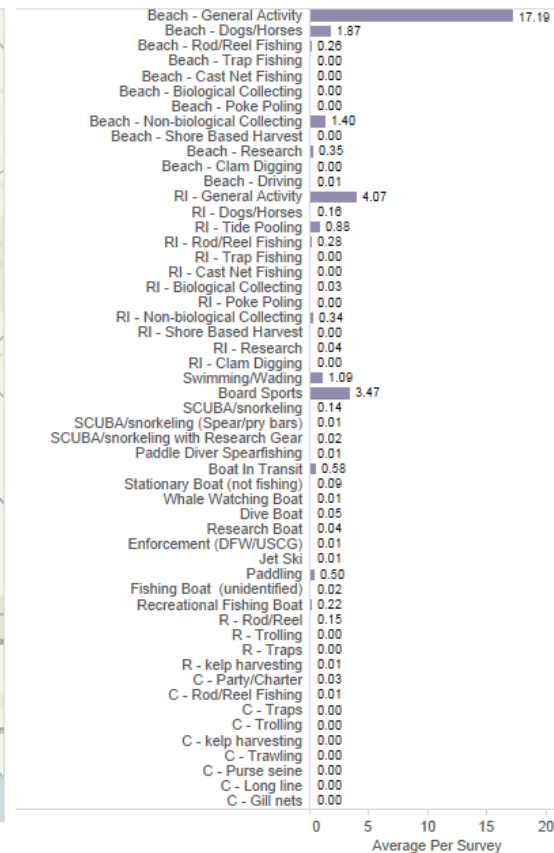 Beach - General Activity 17.19
Beach - Dogs/Horses 1.87
Beach - Rod/Reel Fishing 0.26
Beach - Trap Fishing 0.00
Beach - Cast Net Fishing 0.00
Beach - Biological Collecting 0.00
Beach - Poke Poling 0.00
Beach - Non-biological Collecting 1.40
Beach - Shore Based Harvest 0.00
Beach - Research 0.35
Beach - Clam Digging 0.00
Beach - Driving 0.01
RI - General Activity 4.07
RI - Dogs/Horses 0.16
RI - Tide Pooling 0.88
RI - Rod/Reel Fishing 0.28
RI - Trap Fishing 0.00
RI - Cast Net Fishing 0.00
RI - Biological Collecting 0.03
RI - Poke Poling 0.00
RI - Non-biological Collecting 0.34
RI - Shore Based Harvest 0.00
RI - Research 0.04
RI - Clam Digging 0.00
Swimming/Wading 1.09
Board Sports 3.47
SCUBA/snorkeling 0.14
SCUBA/snorkeling (Spear/pry bars) 0.01
SCUBA/snorkeling with Research Gear 0.02
Paddle Diver Spearfishing 0.01
Boat In Transit 0.58
Stationary Boat (not fishing) 0.09
Whale Watching Boat 0.01
Dive Boat 0.05
Research Boat 0.04
Enforcement (DFW/USCG) 0.01
Jet Ski 0.01
Paddling 0.50
Fishing Boat (unidentified) 0.02
Recreational Fishing Boat 0.22
R - Rod/Reel 0.15
R - Trolling 0.00
R - Traps 0.00
R - kelp harvesting 0.01
C - Party/Charter 0.03
C - Rod/Reel Fishing 0.01
C - Traps 0.00
C - Trolling 0.00
C - kelp harvesting 0.00
C - Trawling 0.00
C - Purse seine 0.00
C - Long line 0.00
C - Gill nets 0.00
0 5 10 15 20
Average Per Survey